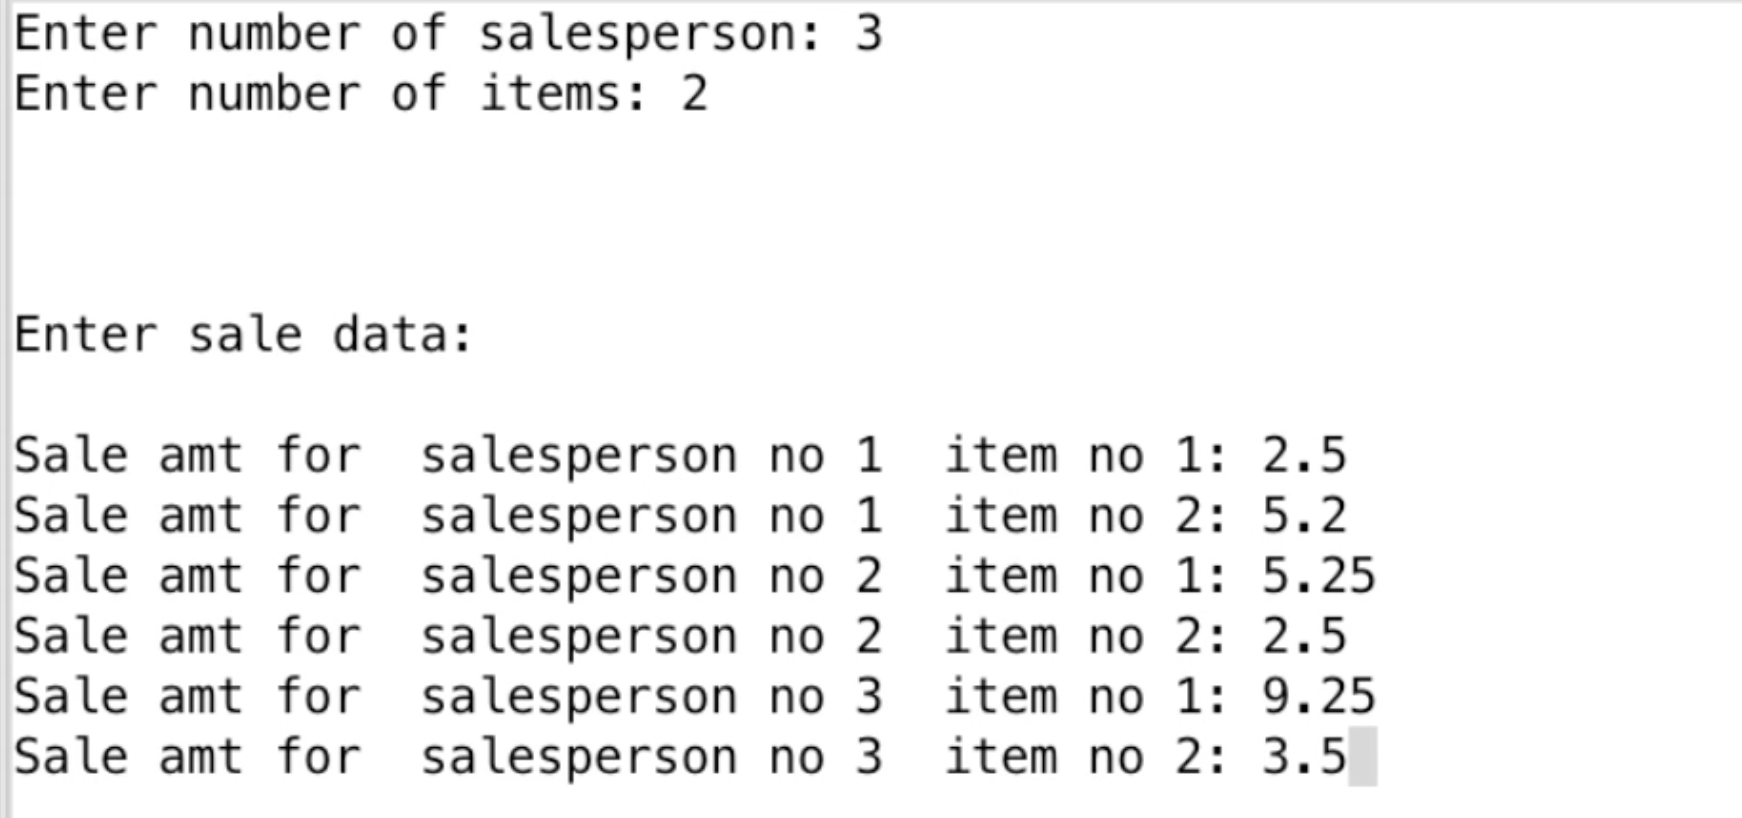 Enter number of salesperson: 3
Enter number of items: 2
Enter sale data:
Sale amt for  salesperson no 1  item no 1: 2.5
Sale amt for  salesperson no 1  item no 2: 5.2
Sale amt for  salesperson no 2  item no 1: 5.25
Sale amt for  salesperson no 2  item no 2: 2.5
Sale amt for  salesperson no 3  item no 1: 9.25
Sale amt for  salesperson no 3  item no 2: 3.5